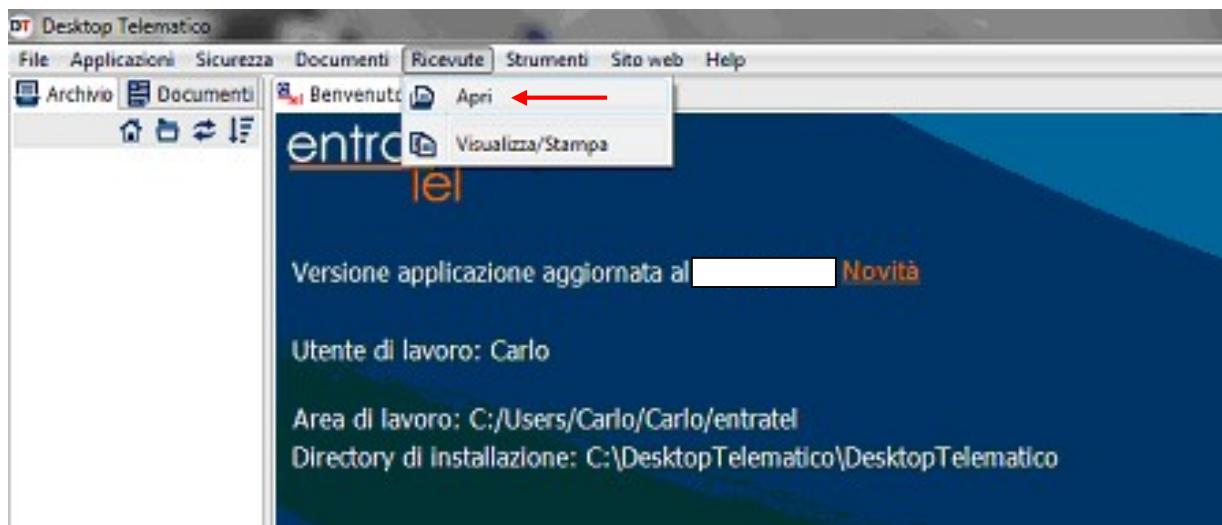 DT Desktop Telematico
File Applicazioni Sicurezza Documenti Ricevute Strumenti Sito web Help
Archivio Documenti Apri
Visualizza/Stampa
tel
Versione applicazione aggiornata al Novità
Utente di lavoro: Carlo
Area di lavoro: C:/Users/Carlo/Carlo/entratel
Directory di installazione: C:\DesktopTelematico\DesktopTelematico